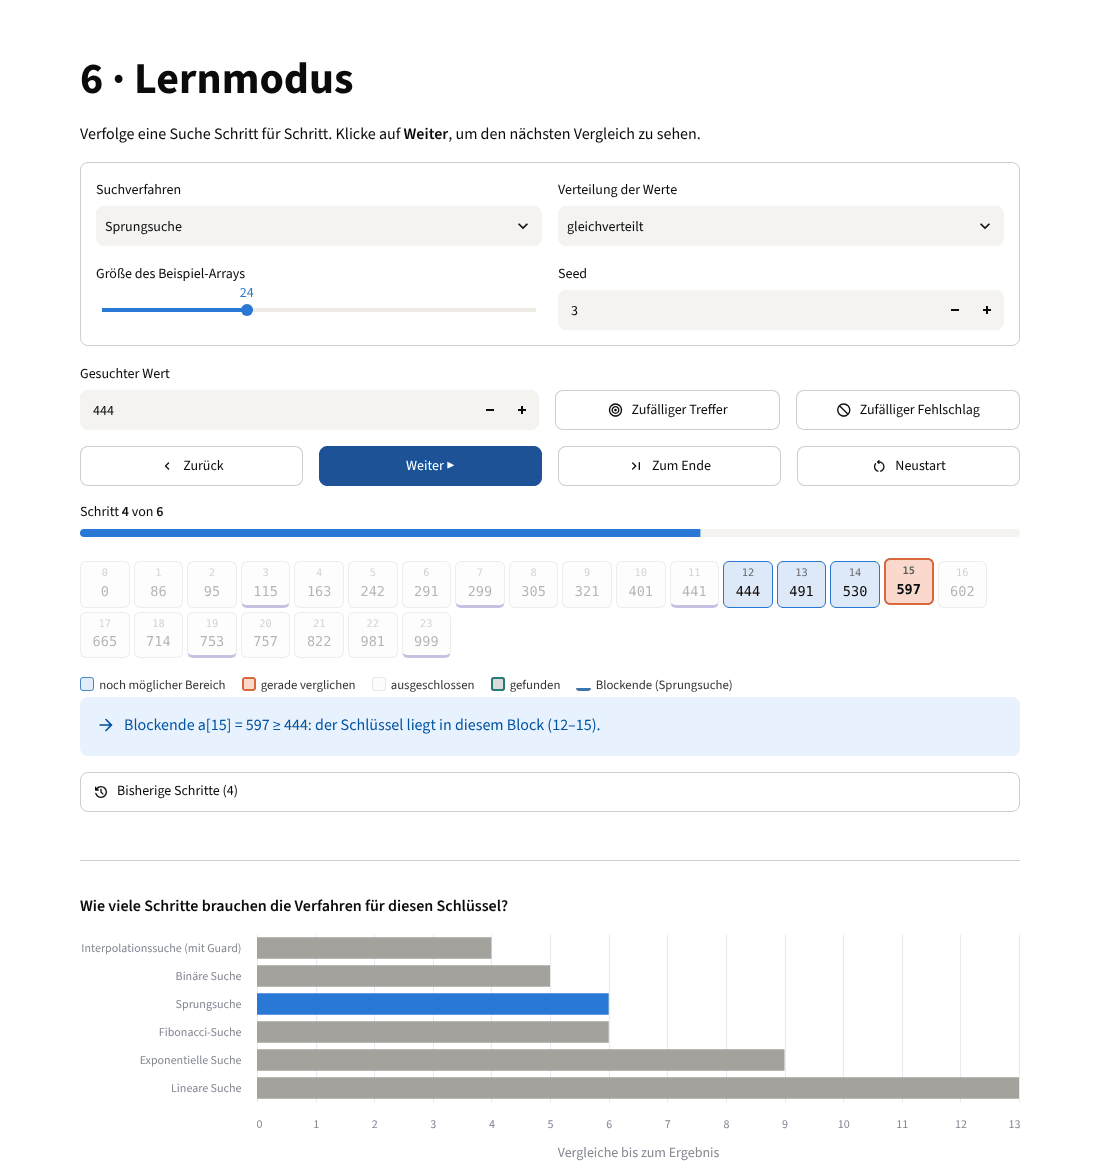 6 · Lernmodus
Verfolge eine Suche Schritt für Schritt. Klicke auf Weiter, um den nächsten Vergleich zu sehen.
Suchverfahren
Verteilung der Werte
Sprungsuche
gleichverteilt
Größe des Beispiel-Arrays
Seed
24
3
Gesuchter Wert
444
Zufälliger Treffer
Zufälliger Fehlschlag
Zurück
Weiter ▶
Zum Ende
Neustart
Schritt 4 von 6
0 1 2 3 4 5 6 7 8 9 10 11 12 13 14 15 16
0 86 95 115 163 242 291 299 305 321 401 441 444 491 530 597 602
17 18 19 20 21 22 23
665 714 753 757 822 981 999
noch möglicher Bereich gerade verglichen ausgeschlossen gefunden Blockende (Sprungsuche)
→ Blockende a[15] = 597 ≥ 444: der Schlüssel liegt in diesem Block (12–15).
Bisherige Schritte (4)
Wie viele Schritte brauchen die Verfahren für diesen Schlüssel?
Interpolationssuche (mit Guard)
Binäre Suche
Sprungsuche
Fibonacci-Suche
Exponentielle Suche
Lineare Suche
0 1 2 3 4 5 6 7 8 9 10 11 12 13
Vergleiche bis zum Ergebnis